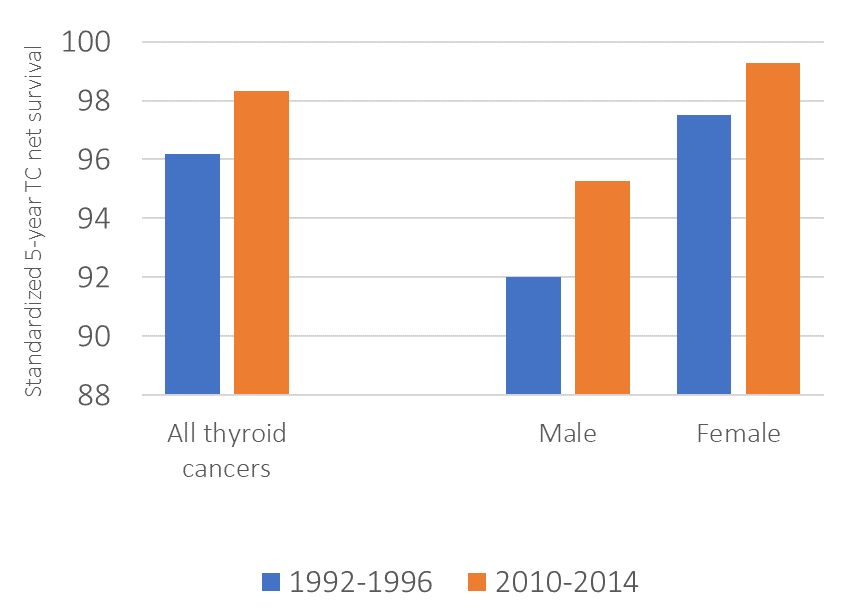 Standardized 5-year TC net survival
100
98
96
94
92
90
88
All thyroid
cancers
Male
Female
1992-1996
2010-2014